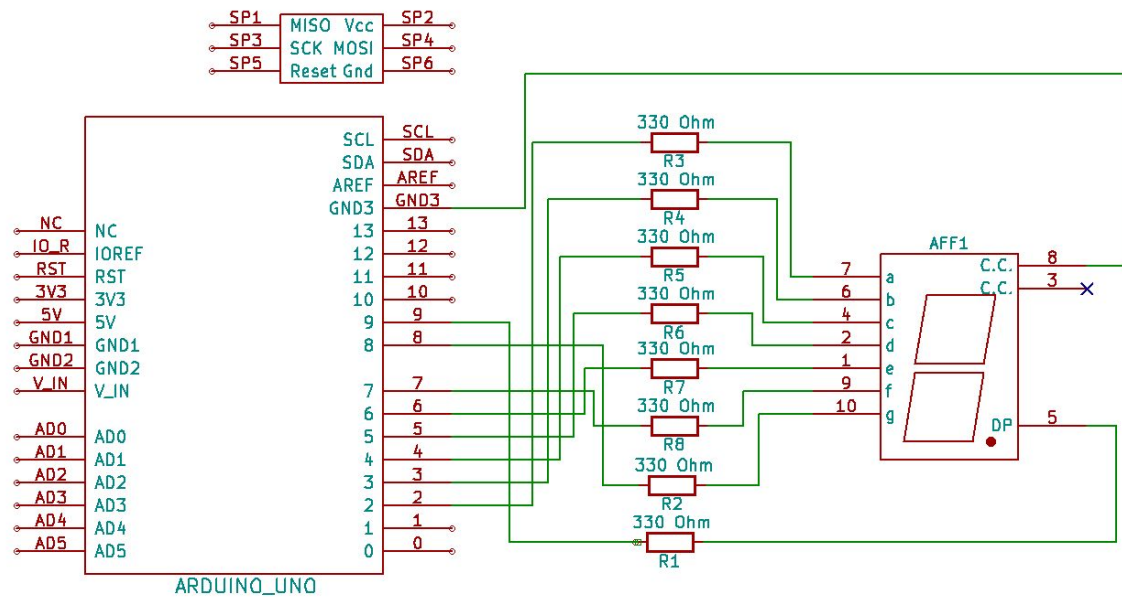 SP1 MISO Vcc SP2
SP3 SCK MOSI SP4
SP5 Reset Gnd SP6
SCL SCL
SDA SDA
AREF AREF
GND3 GND3
NC NC 13 13
IO_R IOREF 12 12
RST RST 11 11
3V3 3V3 10 10
5V 5V 9 9
GND1 GND1 8 8
GND2 GND2
V_IN V_IN 7 7
6 6
AD0 AD0 5 5
AD1 AD1 4 4
AD2 AD2 3 3
AD3 AD3 2 2
AD4 AD4 1 1
AD5 AD5 0 0
ARDUINO_UNO
330 Ohm
R3
330 Ohm
R4
330 Ohm
R5
330 Ohm
R6
330 Ohm
R7
330 Ohm
R8
330 Ohm
R2
330 Ohm
R1
AFF1
C.C. 8
7 a C.C. 3
6 b
4 c
2 d
1 e
9 f
10 g
DP 5